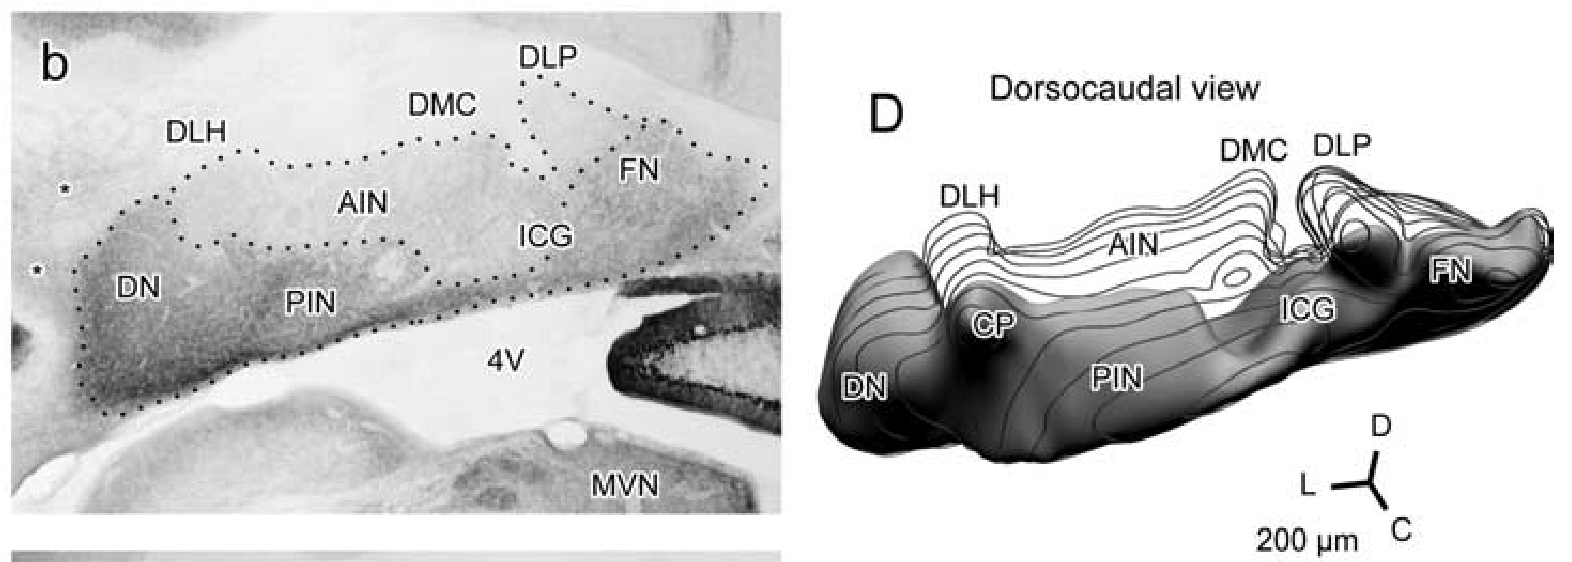 b
DLP
DMC
DLH
FN
AIN
*
ICG
*
DN
PIN
4V
MVN
D
Dorsocaudal view
DMC
DLP
DLH
AIN
FN
ICG
CP
PIN
DN
D
L
C
200 µm